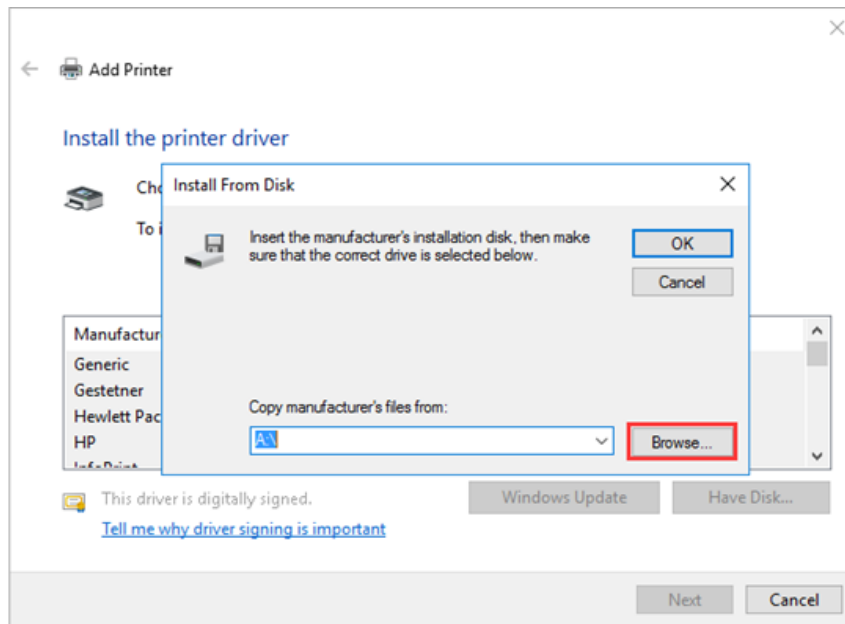 Add Printer
Install the printer driver
Install From Disk
Insert the manufacturer's installation disk, then make
sure that the correct drive is selected below.
OK
Cancel
To i
Manufactur
Generic
Gestetner
Hewlett Pac
HP
Copy manufacturer's files from:
A:\
Browse...
This driver is digitally signed.
Windows Update
Have Disk...
Tell me why driver signing is important
Next
Cancel